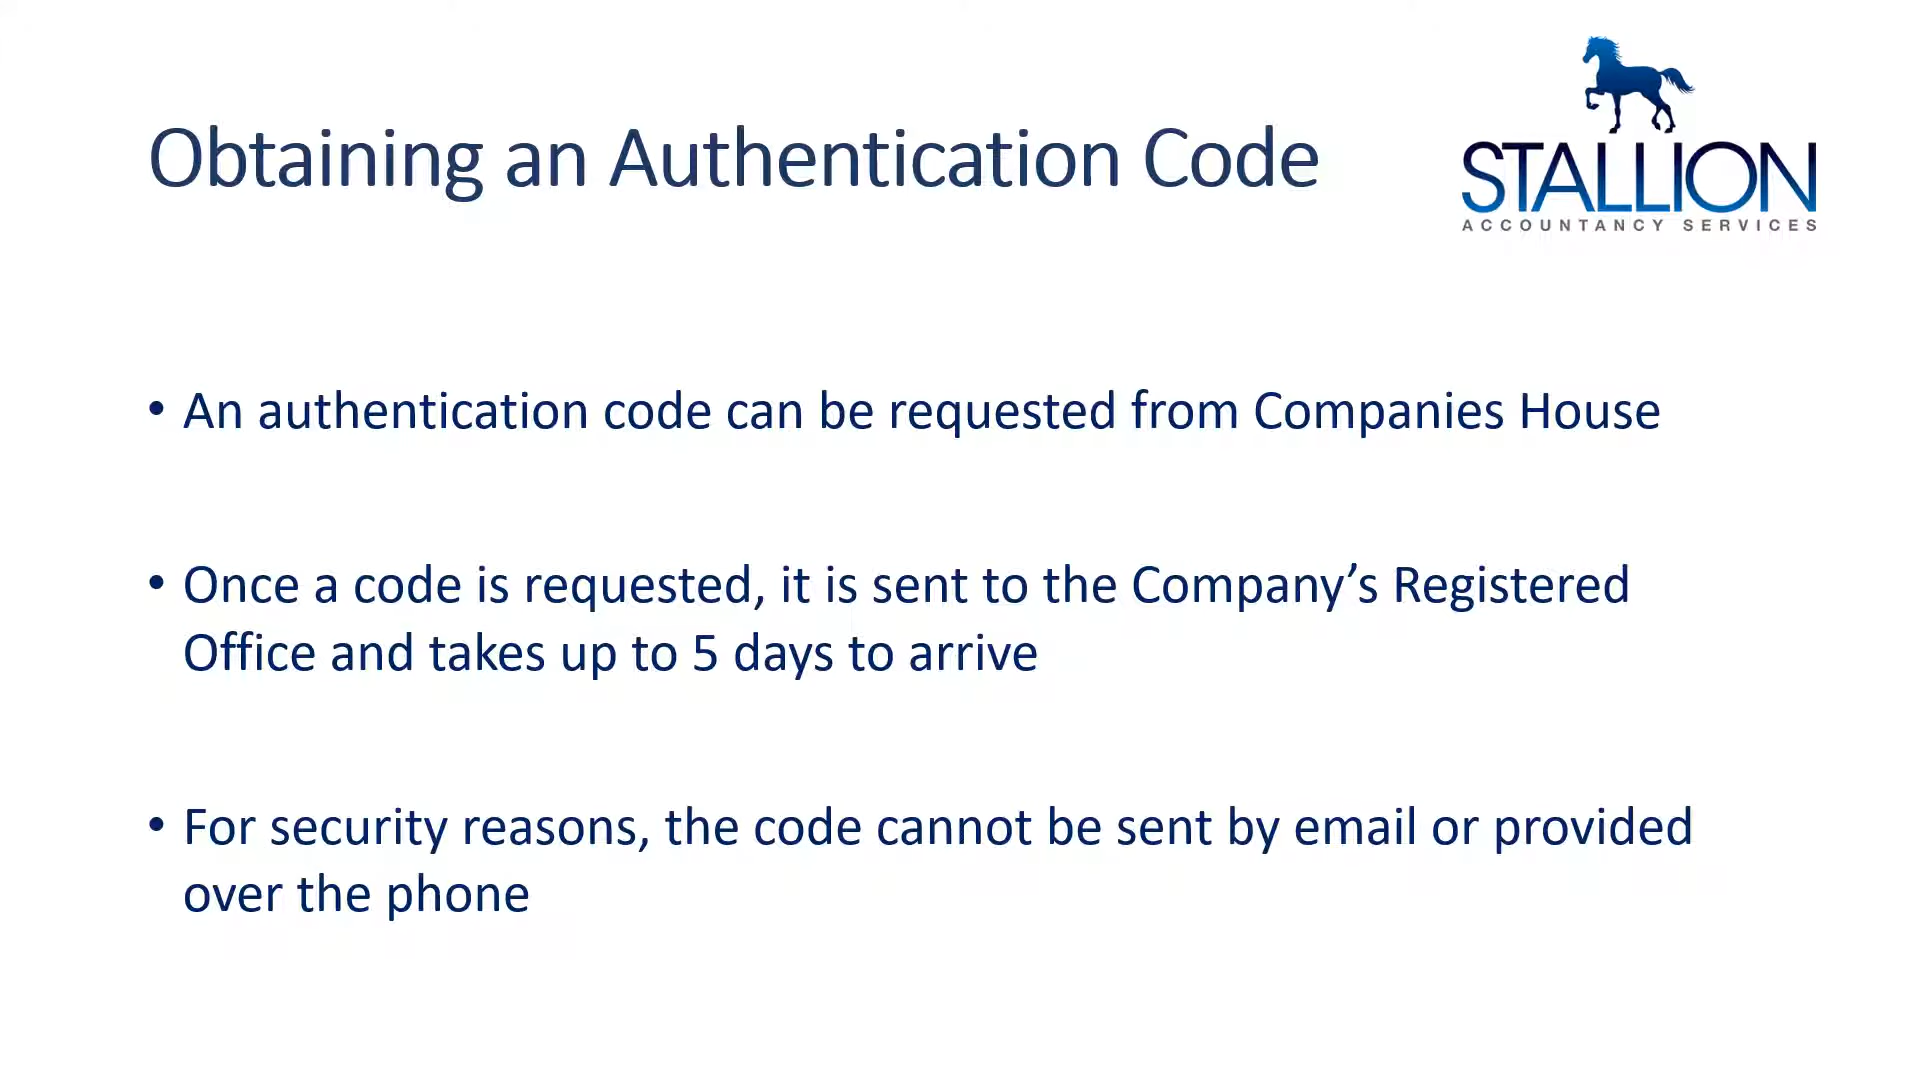 Obtaining an Authentication Code
STALLION
ACCOUNTANCY SERVICES
• An authentication code can be requested from Companies House
• Once a code is requested, it is sent to the Company’s Registered
Office and takes up to 5 days to arrive
• For security reasons, the code cannot be sent by email or provided
over the phone